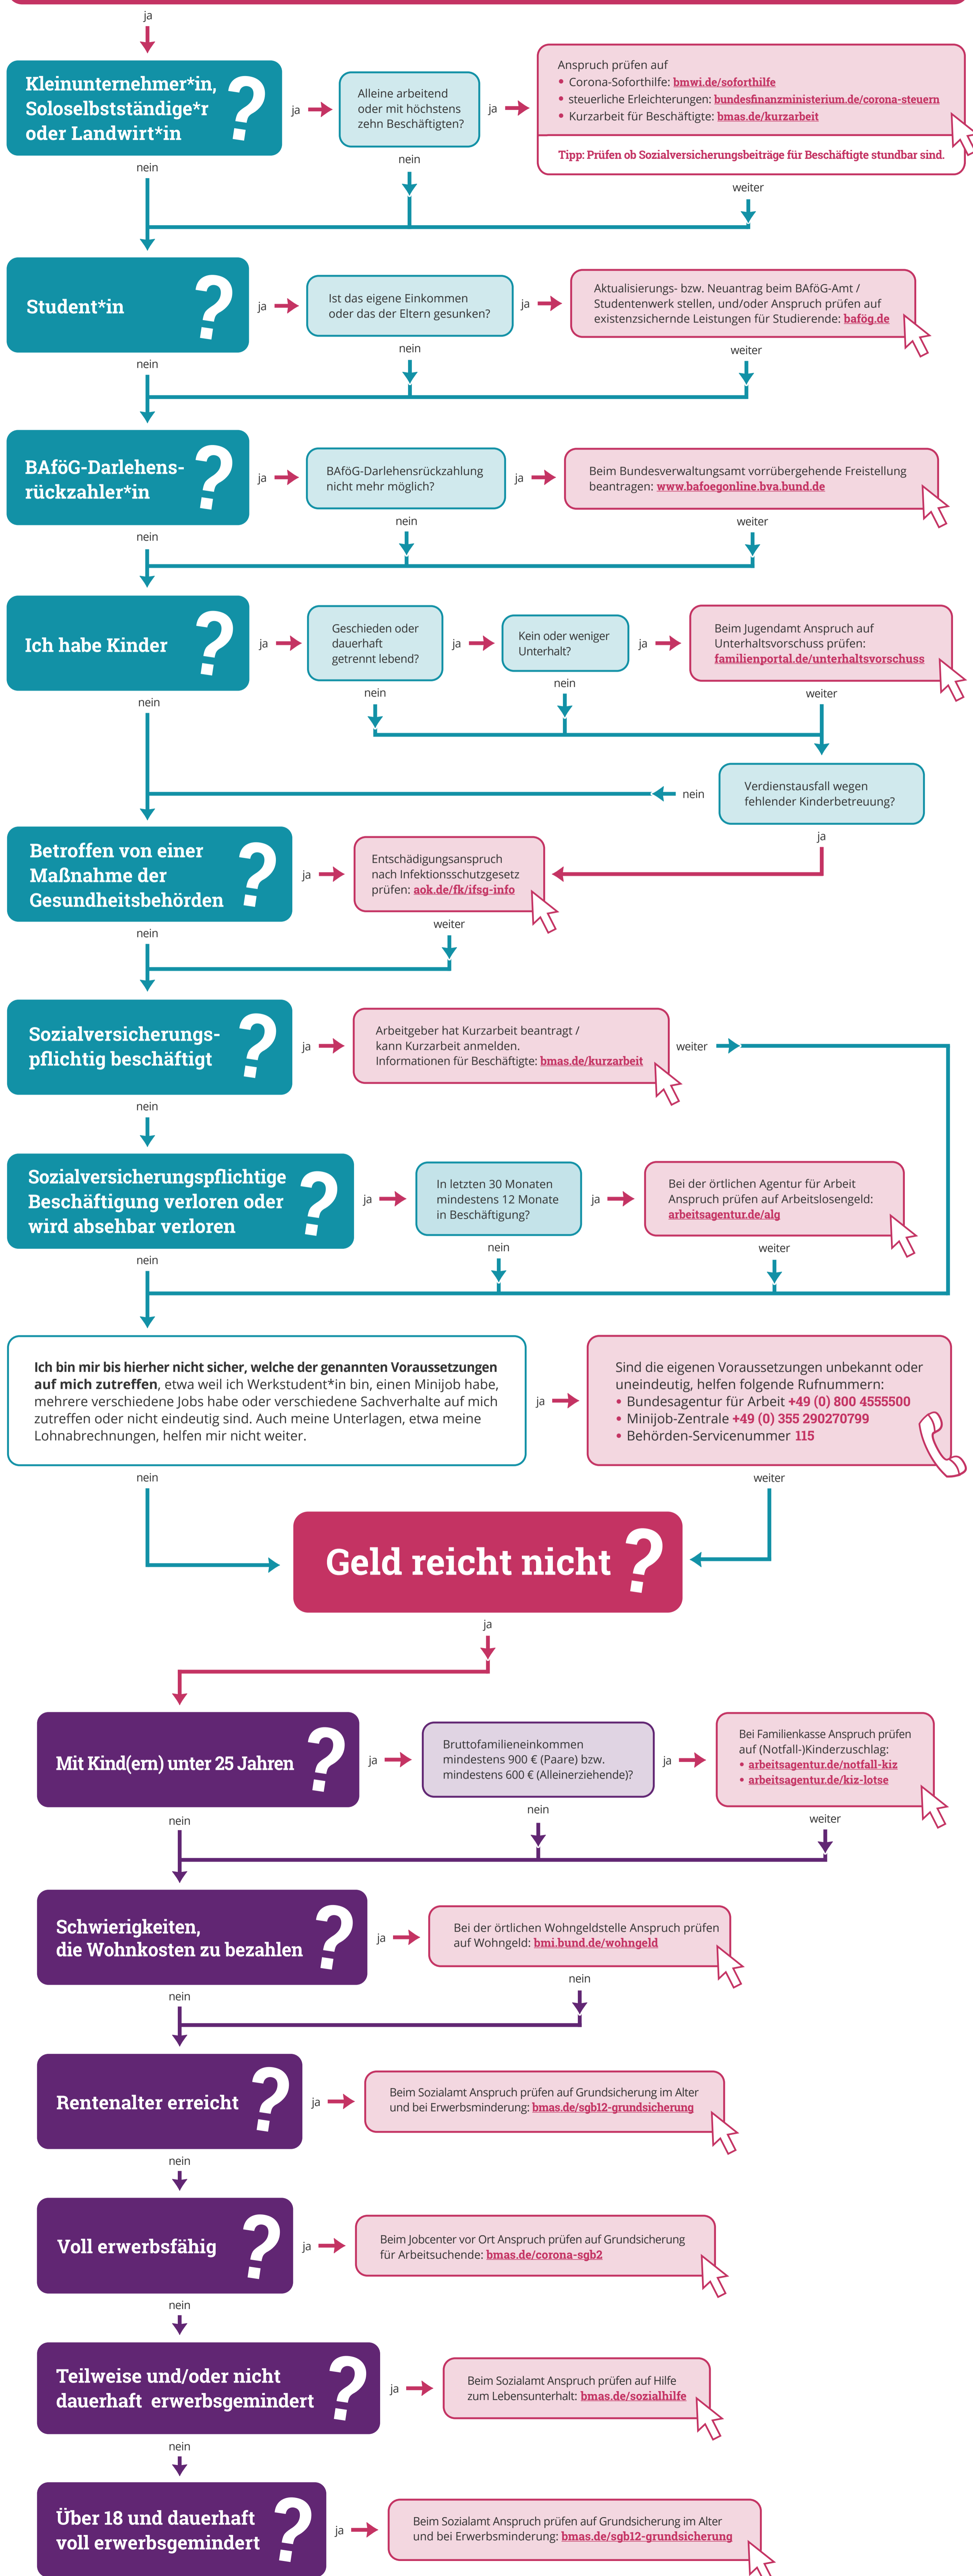 ja
Kleinunternehmer*in,
Soloselbstständige*r
oder Landwirt*in
?
ja
Alleine arbeitend
oder mit höchstens
zehn Beschäftigten?
ja
Anspruch prüfen auf
• Corona-Soforthilfe: bmwi.de/soforthilfe
• steuerliche Erleichterungen: bundesfinanzministerium.de/corona-steuern
• Kurzarbeit für Beschäftigte: bmas.de/kurzarbeit
Tipp: Prüfen ob Sozialversicherungsbeiträge für Beschäftigte stundbar sind.
nein
nein
weiter
Student*in
?
ja
Ist das eigene Einkommen
oder das der Eltern gesunken?
ja
Aktualisierungs- bzw. Neuantrag beim BAföG-Amt /
Studentenwerk stellen, und/oder Anspruch prüfen auf
existenzsichernde Leistungen für Studierende: bafög.de
nein
nein
weiter
BAföG-Darlehens-
rückzahler*in
?
ja
BAföG-Darlehensrückzahlung
nicht mehr möglich?
ja
Beim Bundesverwaltungsamt vorrübergehende Freistellung
beantragen: www.bafoegonline.bva.bund.de
nein
nein
weiter
Ich habe Kinder
?
ja
Geschieden oder
dauerhaft
getrennt lebend?
ja
Kein oder weniger
Unterhalt?
ja
Beim Jugendamt Anspruch auf
Unterhaltsvorschuss prüfen:
familienportal.de/unterhaltsvorschuss
nein
nein
nein
weiter
Verdienstausfall wegen
fehlender Kinderbetreuung?
nein
ja
Betroffen von einer
Maßnahme der
Gesundheitsbehörden
?
ja
Entschädigungsanspruch
nach Infektionsschutzgesetz
prüfen: aok.de/fk/ifsg-info
nein
weiter
Sozialversicherungs-
pflichtig beschäftigt
?
ja
Arbeitgeber hat Kurzarbeit beantragt /
kann Kurzarbeit anmelden.
Informationen für Beschäftigte: bmas.de/kurzarbeit
weiter
nein
Sozialversicherungspflichtige
Beschäftigung verloren oder
wird absehbar verloren
?
ja
In letzten 30 Monaten
mindestens 12 Monate
in Beschäftigung?
ja
Bei der örtlichen Agentur für Arbeit
Anspruch prüfen auf Arbeitslosengeld:
arbeitsagentur.de/alg
nein
nein
weiter
Ich bin mir bis hierher nicht sicher, welche der genannten Voraussetzungen
auf mich zutreffen, etwa weil ich Werkstudent*in bin, einen Minijob habe,
mehrere verschiedene Jobs habe oder verschiedene Sachverhalte auf mich
zutreffen oder nicht eindeutig sind. Auch meine Unterlagen, etwa meine
Lohnabrechnungen, helfen mir nicht weiter.
ja
Sind die eigenen Voraussetzungen unbekannt oder
uneindeutig, helfen folgende Rufnummern:
• Bundesagentur für Arbeit +49 (0) 800 4555500
• Minijob-Zentrale +49 (0) 355 290270799
• Behörden-Servicenummer 115
nein
weiter
Geld reicht nicht ?
ja
Mit Kind(ern) unter 25 Jahren
?
ja
Bruttofamilieneinkommen
mindestens 900 € (Paare) bzw.
mindestens 600 € (Alleinerziehende)?
ja
Bei Familienkasse Anspruch prüfen
auf (Notfall-)Kinderzuschlag:
• arbeitsagentur.de/notfall-kiz
• arbeitsagentur.de/kiz-lotse
nein
nein
weiter
Schwierigkeiten,
die Wohnkosten zu bezahlen
?
ja
Bei der örtlichen Wohngeldstelle Anspruch prüfen
auf Wohngeld: bmi.bund.de/wohngeld
nein
nein
Rentenalter erreicht
?
ja
Beim Sozialamt Anspruch prüfen auf Grundsicherung im Alter
und bei Erwerbsminderung: bmas.de/sgb12-grundsicherung
nein
Voll erwerbsfähig
?
ja
Beim Jobcenter vor Ort Anspruch prüfen auf Grundsicherung
für Arbeitsuchende: bmas.de/corona-sgb2
nein
Teilweise und/oder nicht
dauerhaft erwerbsgemindert
?
ja
Beim Sozialamt Anspruch prüfen auf Hilfe
zum Lebensunterhalt: bmas.de/sozialhilfe
nein
Über 18 und dauerhaft
voll erwerbsgemindert
?
ja
Beim Sozialamt Anspruch prüfen auf Grundsicherung im Alter
und bei Erwerbsminderung: bmas.de/sgb12-grundsicherung